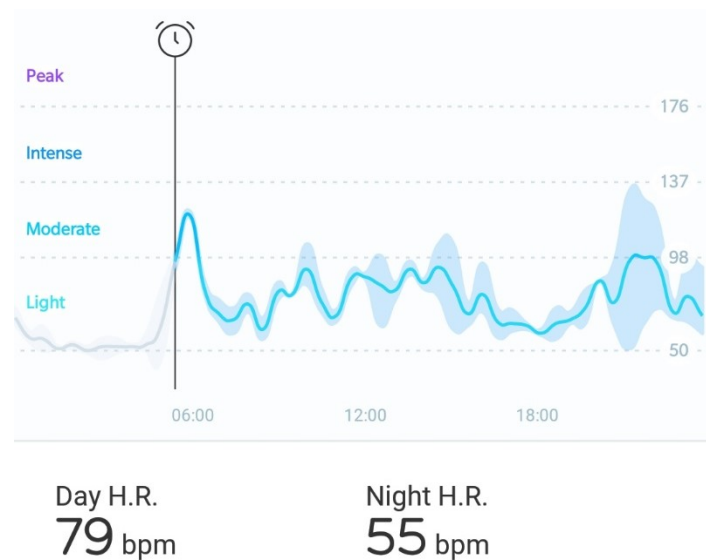 Peak
176
Intense
137
Moderate
98
Light
50
06:00 12:00 18:00
Day H.R. Night H.R.
79 bpm 55 bpm